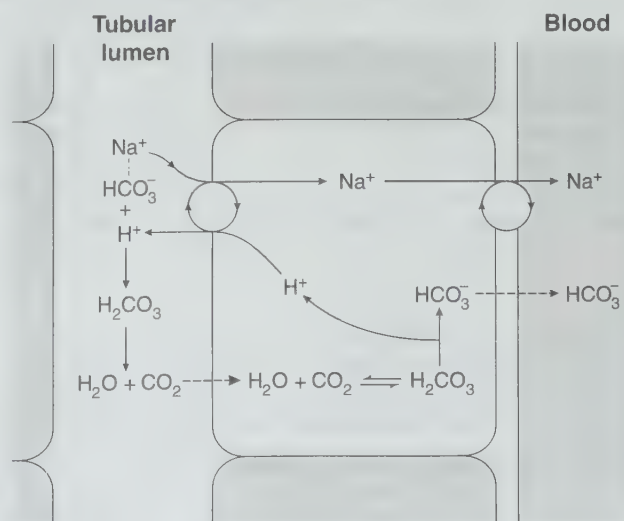 Tubular
lumen
Blood
Na⁺
HCO₃⁻
+
H⁺
H₂CO₃
H₂O + CO₂
Na⁺
Na⁺
H⁺
HCO₃⁻
HCO₃⁻
H₂O + CO₂
H₂CO₃